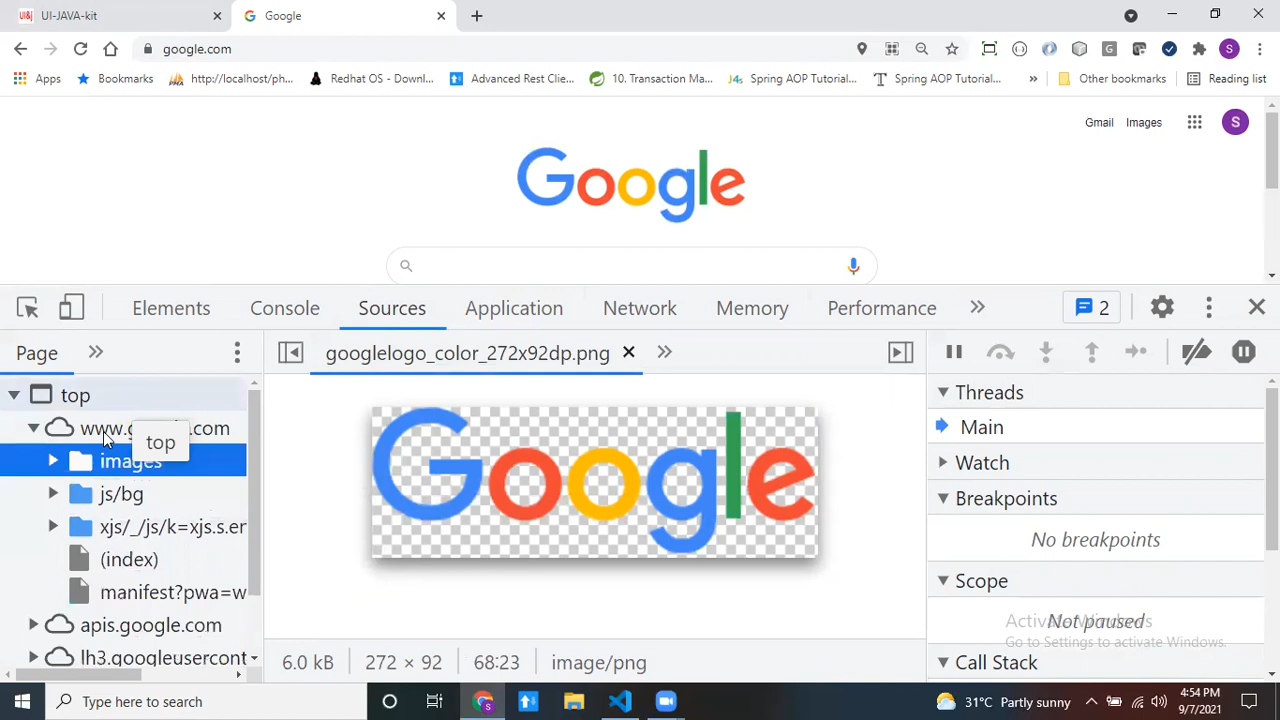 UI&J UI-JAVA-kit
Google
google.com
Apps Bookmarks http://localhost/ph... Redhat OS - Downl... Advanced Rest Clie... 10. Transaction Ma... J4s Spring AOP Tutorial... T Spring AOP Tutorial... » Other bookmarks Reading list
Gmail Images S
Google
Elements Console Sources Application Network Memory Performance » 2
Page » googlelogo_color_272x92dp.png »
top
www.g
.com
top
images
js/bg
xjs/_/js/k=xjs.s.en
(index)
manifest?pwa=w
apis.google.com
lh3.googleusercont
Google
6.0 kB 272 × 92 68:23 image/png
Threads
Main
Watch
Breakpoints
No breakpoints
Scope
Not paused
Activate Windows
Go to Settings to activate Windows.
Call Stack
Type here to search
31°C Partly sunny
4:54 PM
9/7/2021